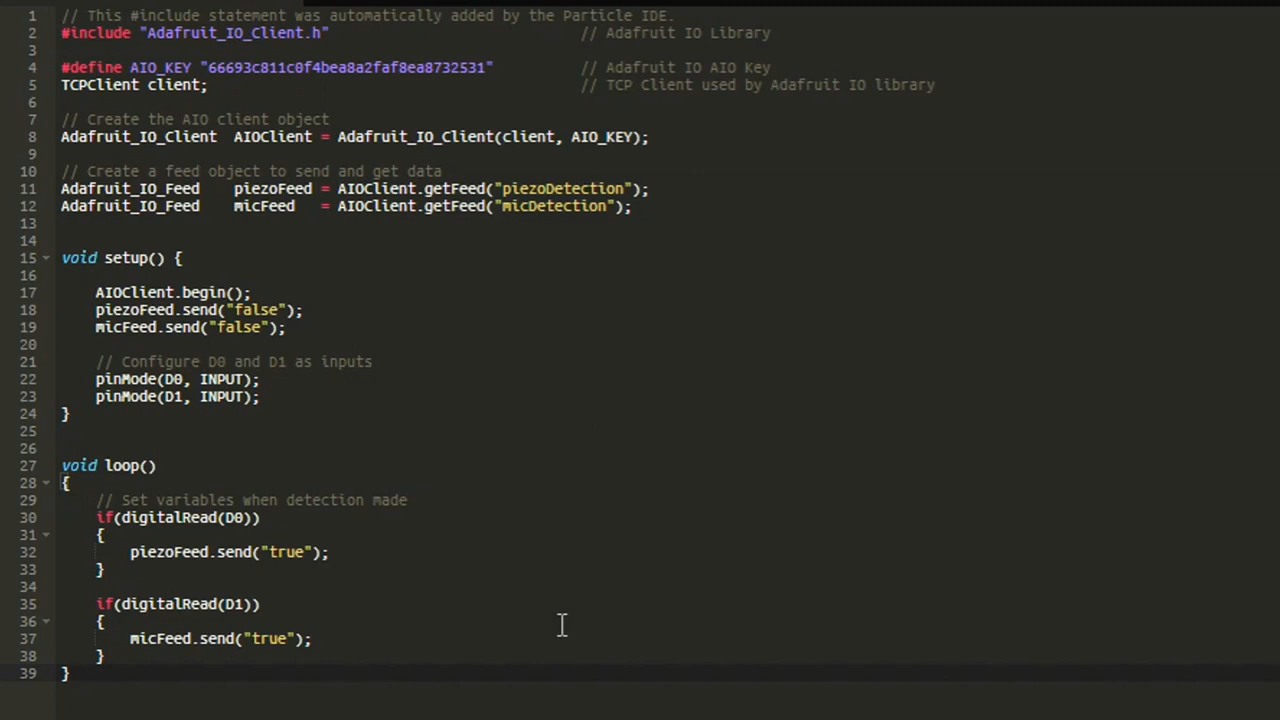 1 // This #include statement was automatically added by the Particle IDE.
2 #include "Adafruit_IO_Client.h" // Adafruit IO Library
3
4 #define AIO_KEY "66693c811c0f4bea8a2faf8ea8732531" // Adafruit IO AIO Key
5 TCPClient client; // TCP Client used by Adafruit IO library
6
7 // Create the AIO client object
8 Adafruit_IO_Client AIOClient = Adafruit_IO_Client(client, AIO_KEY);
9
10 // Create a feed object to send and get data
11 Adafruit_IO_Feed piezoFeed = AIOClient.getFeed("piezoDetection");
12 Adafruit_IO_Feed micFeed = AIOClient.getFeed("micDetection");
13
14
15 void setup() {
16
17 AIOClient.begin();
18 piezoFeed.send("false");
19 micFeed.send("false");
20
21 // Configure D0 and D1 as inputs
22 pinMode(D0, INPUT);
23 pinMode(D1, INPUT);
24 }
25
26
27 void loop()
28 {
29 // Set variables when detection made
30 if(digitalRead(D0))
31 {
32 piezoFeed.send("true");
33 }
34
35 if(digitalRead(D1))
36 {
37 micFeed.send("true");
38 }
39 }